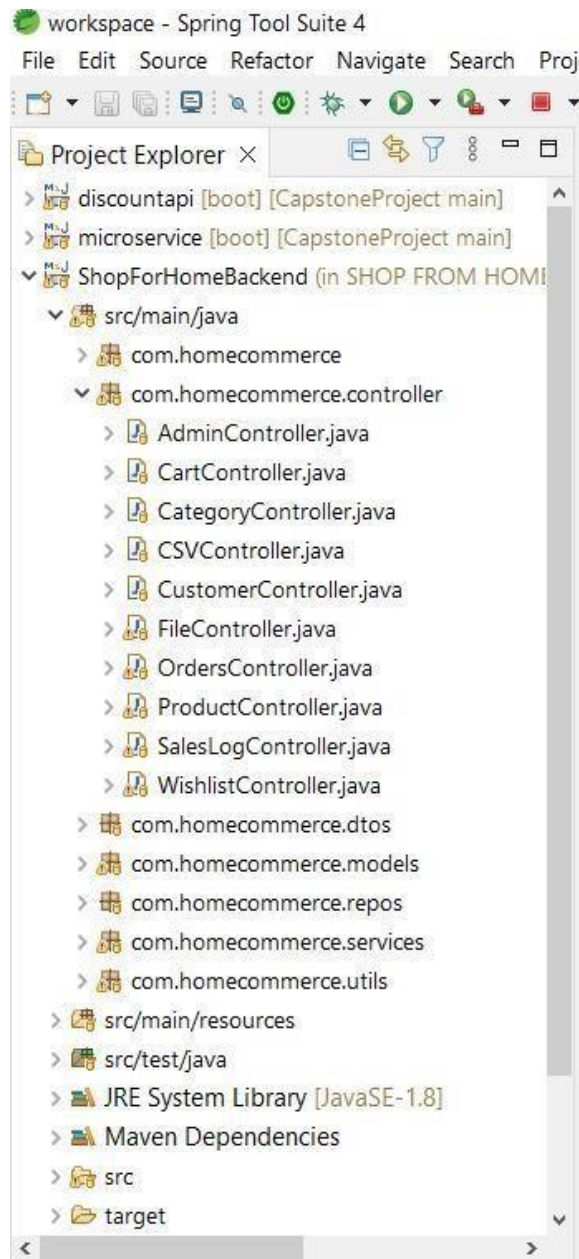 workspace - Spring Tool Suite 4
File Edit Source Refactor Navigate Search Proj
Project Explorer
discountapi [boot] [CapstoneProject main]
microservice [boot] [CapstoneProject main]
ShopForHomeBackend (in SHOP FROM HOME
src/main/java
com.homecommerce
com.homecommerce.controller
AdminController.java
CartController.java
CategoryController.java
CSVController.java
CustomerController.java
FileController.java
OrdersController.java
ProductController.java
SalesLogController.java
WishlistController.java
com.homecommerce.dtos
com.homecommerce.models
com.homecommerce.repos
com.homecommerce.services
com.homecommerce.utils
src/main/resources
src/test/java
JRE System Library [JavaSE-1.8]
Maven Dependencies
src
target